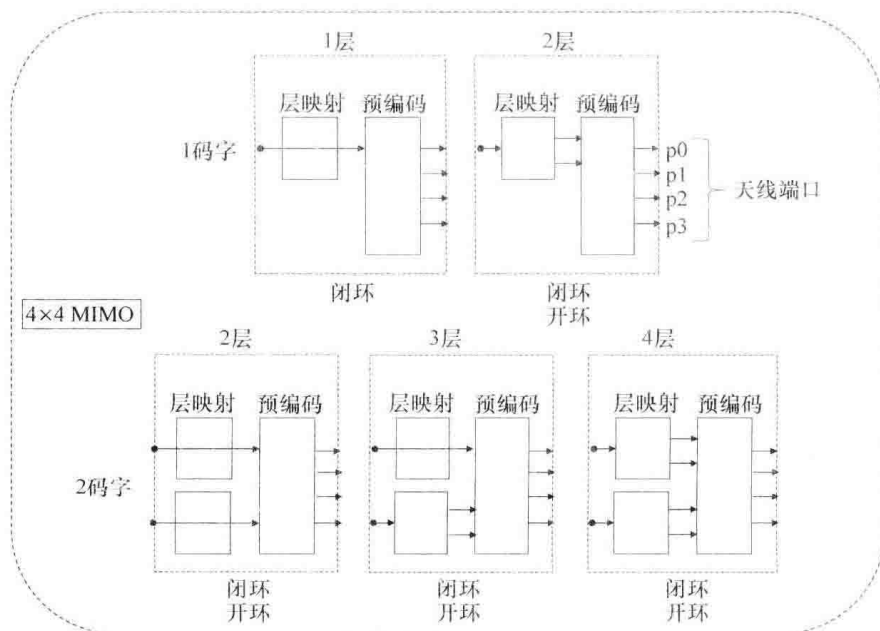 1层
2层
层映射 预编码
层映射 预编码
1码字
p0
p1
p2
p3
天线端口
闭环
闭环
开环
4×4 MIMO
2层
3层
4层
层映射 预编码
层映射 预编码
层映射 预编码
2码字
闭环
开环
闭环
开环
闭环
开环